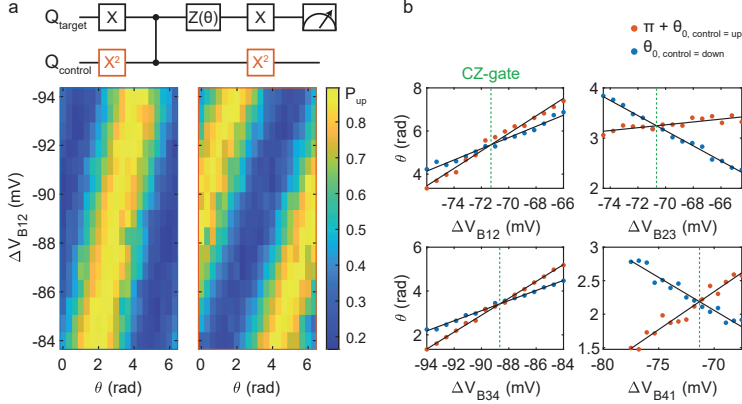 a
Q_target X Z(θ) X
Q_control X² X²
P_up
-94
-92
-90
-88
-86
-84
ΔV_B12 (mV)
0 2 4 6
θ (rad)
0 2 4 6
θ (rad)
0.8
0.7
0.6
0.5
0.4
0.3
0.2
b
π + θ_0, control = up
θ_0, control = down
CZ-gate
θ (rad)
8
6
4
-74 -72 -70 -68 -66
ΔV_B12 (mV)
4
3
2
-74 -72 -70 -68 -66
ΔV_B23 (mV)
θ (rad)
6
4
2
-94 -92 -90 -88 -86 -84
ΔV_B34 (mV)
3
2.5
2
1.5
-80 -75 -70
ΔV_B41 (mV)